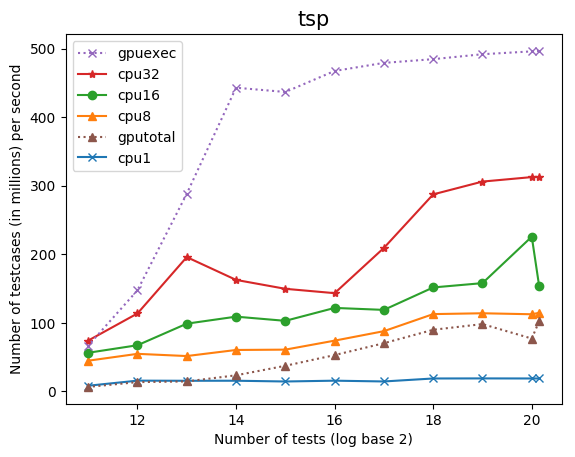 tsp
Number of testcases (in millions) per second
500
400
300
200
100
0
gpuexec
cpu32
cpu16
cpu8
gputotal
cpu1
12
14
16
18
20
Number of tests (log base 2)